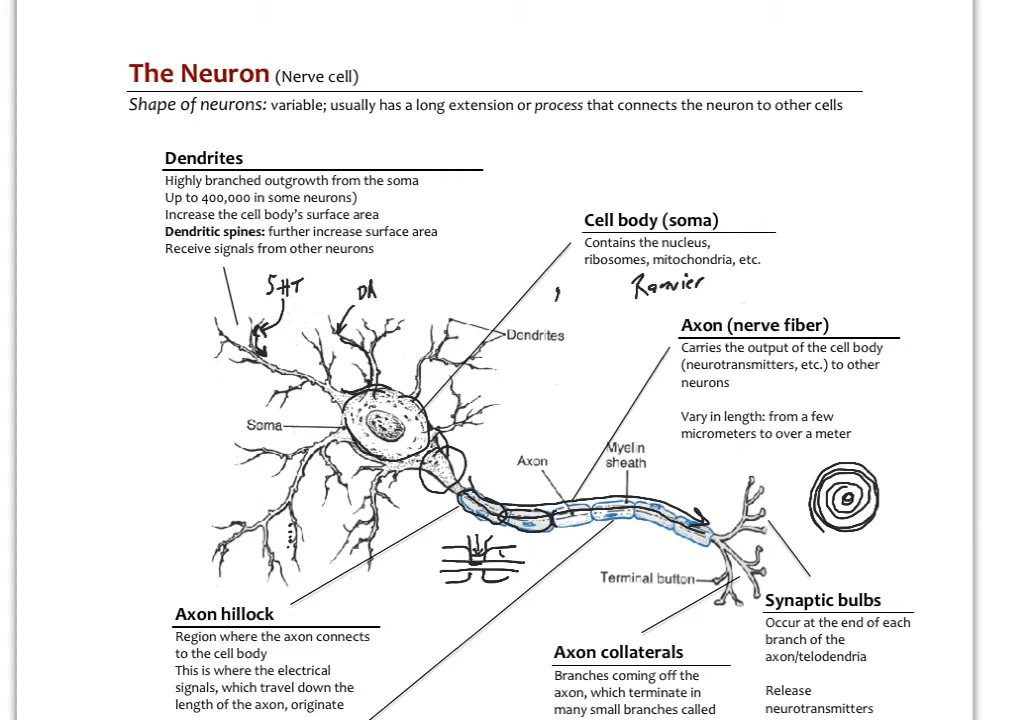 The Neuron (Nerve cell)
Shape of neurons: variable; usually has a long extension or process that connects the neuron to other cells
Dendrites
Highly branched outgrowth from the soma
Up to 400,000 in some neurons)
Increase the cell body's surface area
Dendritic spines: further increase surface area
Receive signals from other neurons
Cell body (soma)
Contains the nucleus,
ribosomes, mitochondria, etc.
5HT
DA
Ranvier
Axon (nerve fiber)
Carries the output of the cell body
(neurotransmitters, etc.) to other
neurons
Vary in length: from a few
micrometers to over a meter
Dendrites
Soma
Axon
Myelin
sheath
Terminal button
Axon hillock
Region where the axon connects
to the cell body
This is where the electrical
signals, which travel down the
length of the axon, originate
Axon collaterals
Branches coming off the
axon, which terminate in
many small branches called
Synaptic bulbs
Occur at the end of each
branch of the
axon/telodendria
Release
neurotransmitters